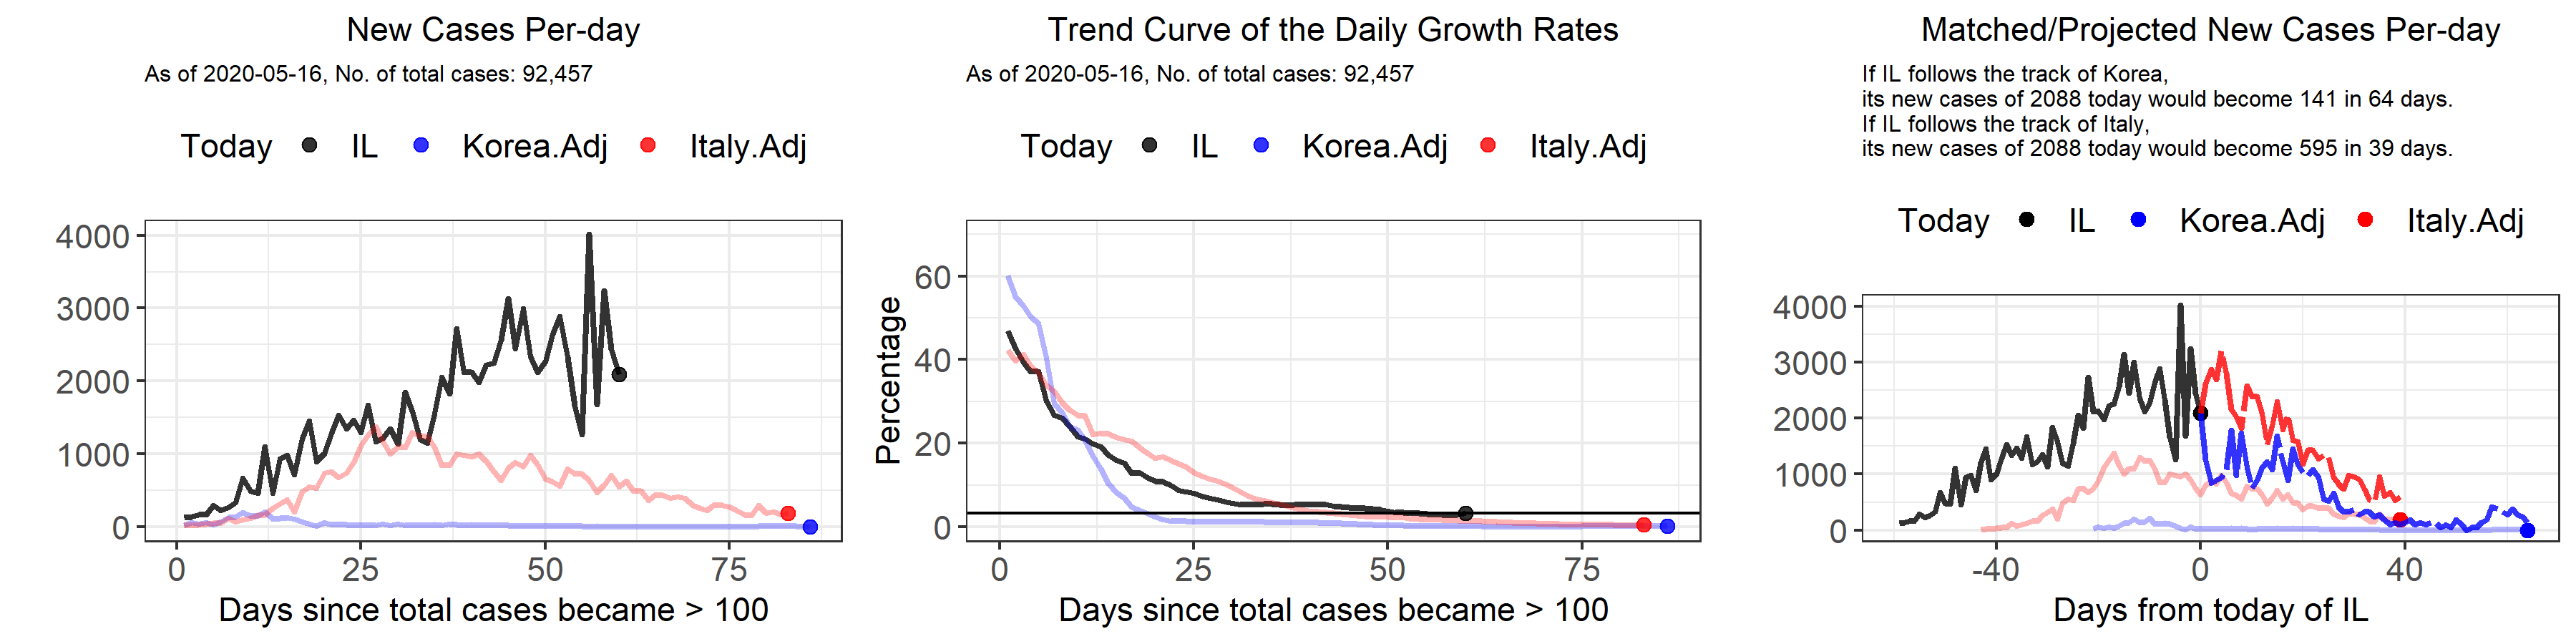 New Cases Per-day
As of 2020-05-16, No. of total cases: 92,457
Today IL Korea.Adj Italy.Adj
4000
3000
2000
1000
0
0 25 50 75
Days since total cases became > 100
Trend Curve of the Daily Growth Rates
As of 2020-05-16, No. of total cases: 92,457
Today IL Korea.Adj Italy.Adj
Percentage
60
40
20
0
0 25 50 75
Days since total cases became > 100
Matched/Projected New Cases Per-day
If IL follows the track of Korea,
its new cases of 2088 today would become 141 in 64 days.
If IL follows the track of Italy,
its new cases of 2088 today would become 595 in 39 days.
Today IL Korea.Adj Italy.Adj
4000
3000
2000
1000
0
-40 0 40
Days from today of IL